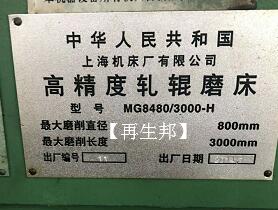 中华人民共和国
上海机床厂有限公司
高精度轧辊磨床
型号 MG8480/3000-H
最大磨削直径 800mm
最大磨削长度 3000mm
【再生邦】
出厂编号 11 出厂日期